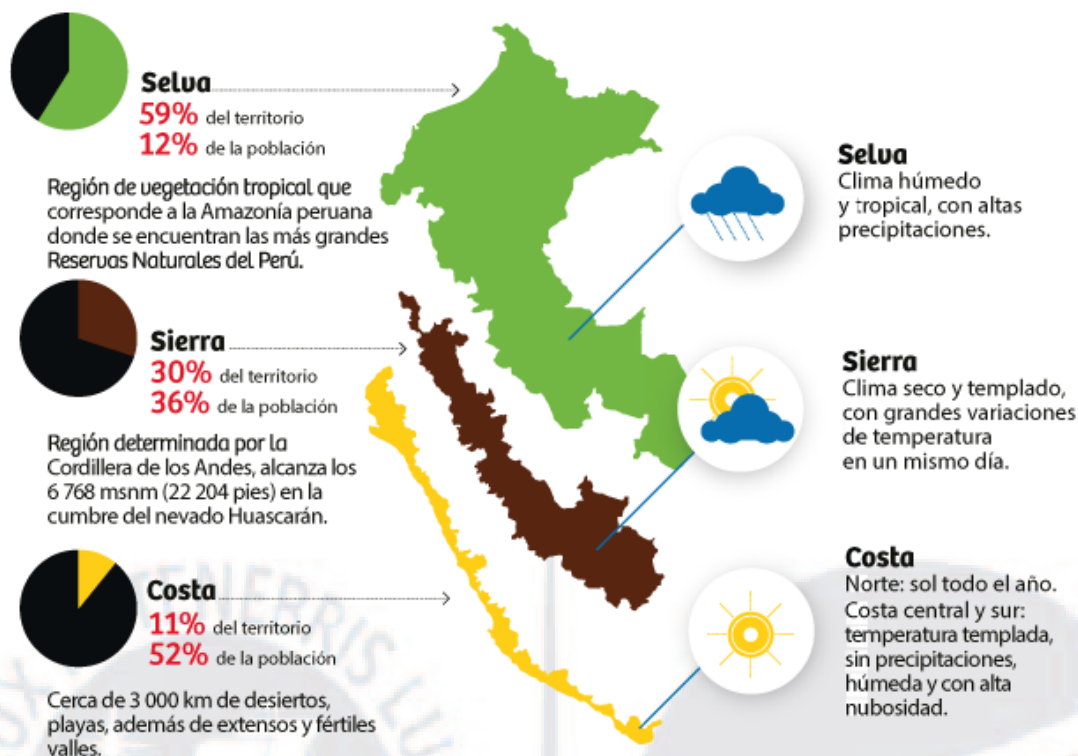 Selva
59% del territorio
12% de la población
Región de vegetación tropical que
corresponde a la Amazonía peruana
donde se encuentran las más grandes
Reservas Naturales del Perú.
Sierra
30% del territorio
36% de la población
Región determinada por la
Cordillera de los Andes, alcanza los
6 768 msnm (22 204 pies) en la
cumbre del nevado Huascarán.
Costa
11% del territorio
52% de la población
Cerca de 3 000 km de desiertos,
playas, además de extensos y fértiles
valles.
Selva
Clima húmedo
y tropical, con altas
precipitaciones.
Sierra
Clima seco y templado,
con grandes variaciones
de temperatura
en un mismo día.
Costa
Norte: sol todo el año.
Costa central y sur:
temperatura templada,
sin precipitaciones,
húmeda y con alta
nubosidad.